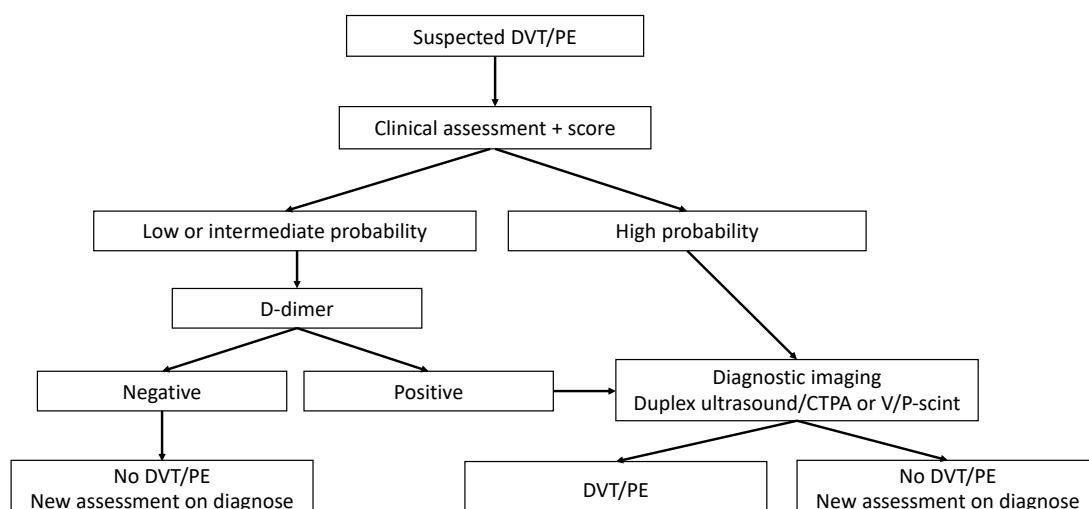 Suspected DVT/PE
Clinical assessment + score
Low or intermediate probability
High probability
D-dimer
Negative
Positive
Diagnostic imaging
Duplex ultrasound/CTPA or V/P-scint
No DVT/PE
New assessment on diagnose
DVT/PE
No DVT/PE
New assessment on diagnose